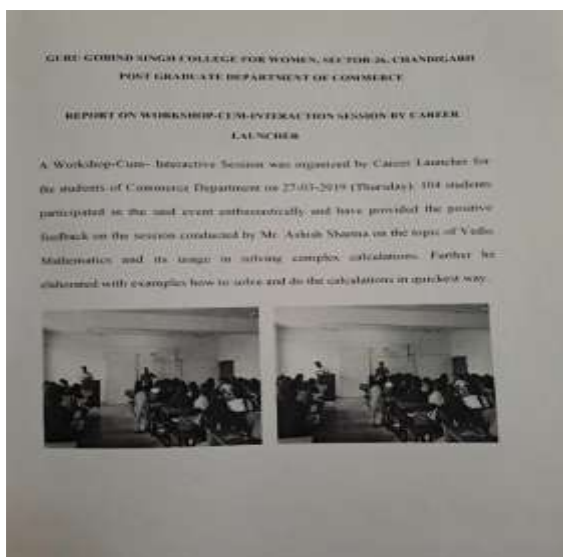 GURU GOBIND SINGH COLLEGE FOR WOMEN, SECTOR-26, CHANDIGARH
POST GRADUATE DEPARTMENT OF COMMERCE
REPORT ON WORKSHOP-CUM-INTERACTION SESSION BY CAREER
LAUNCHER
A Workshop-Cum- Interactive Session was organized by Career Launcher for
the students of Commerce Department on 27-03-2019 (Thursday). 104 students
participated in the said event enthusiastically and have provided the positive
feedback on the session conducted by Mr. Ashish Sharma on the topic of Vedic
Mathematics and its usage in solving complex calculations. Further he
elaborated with examples how to solve and do the calculations in quickest way.